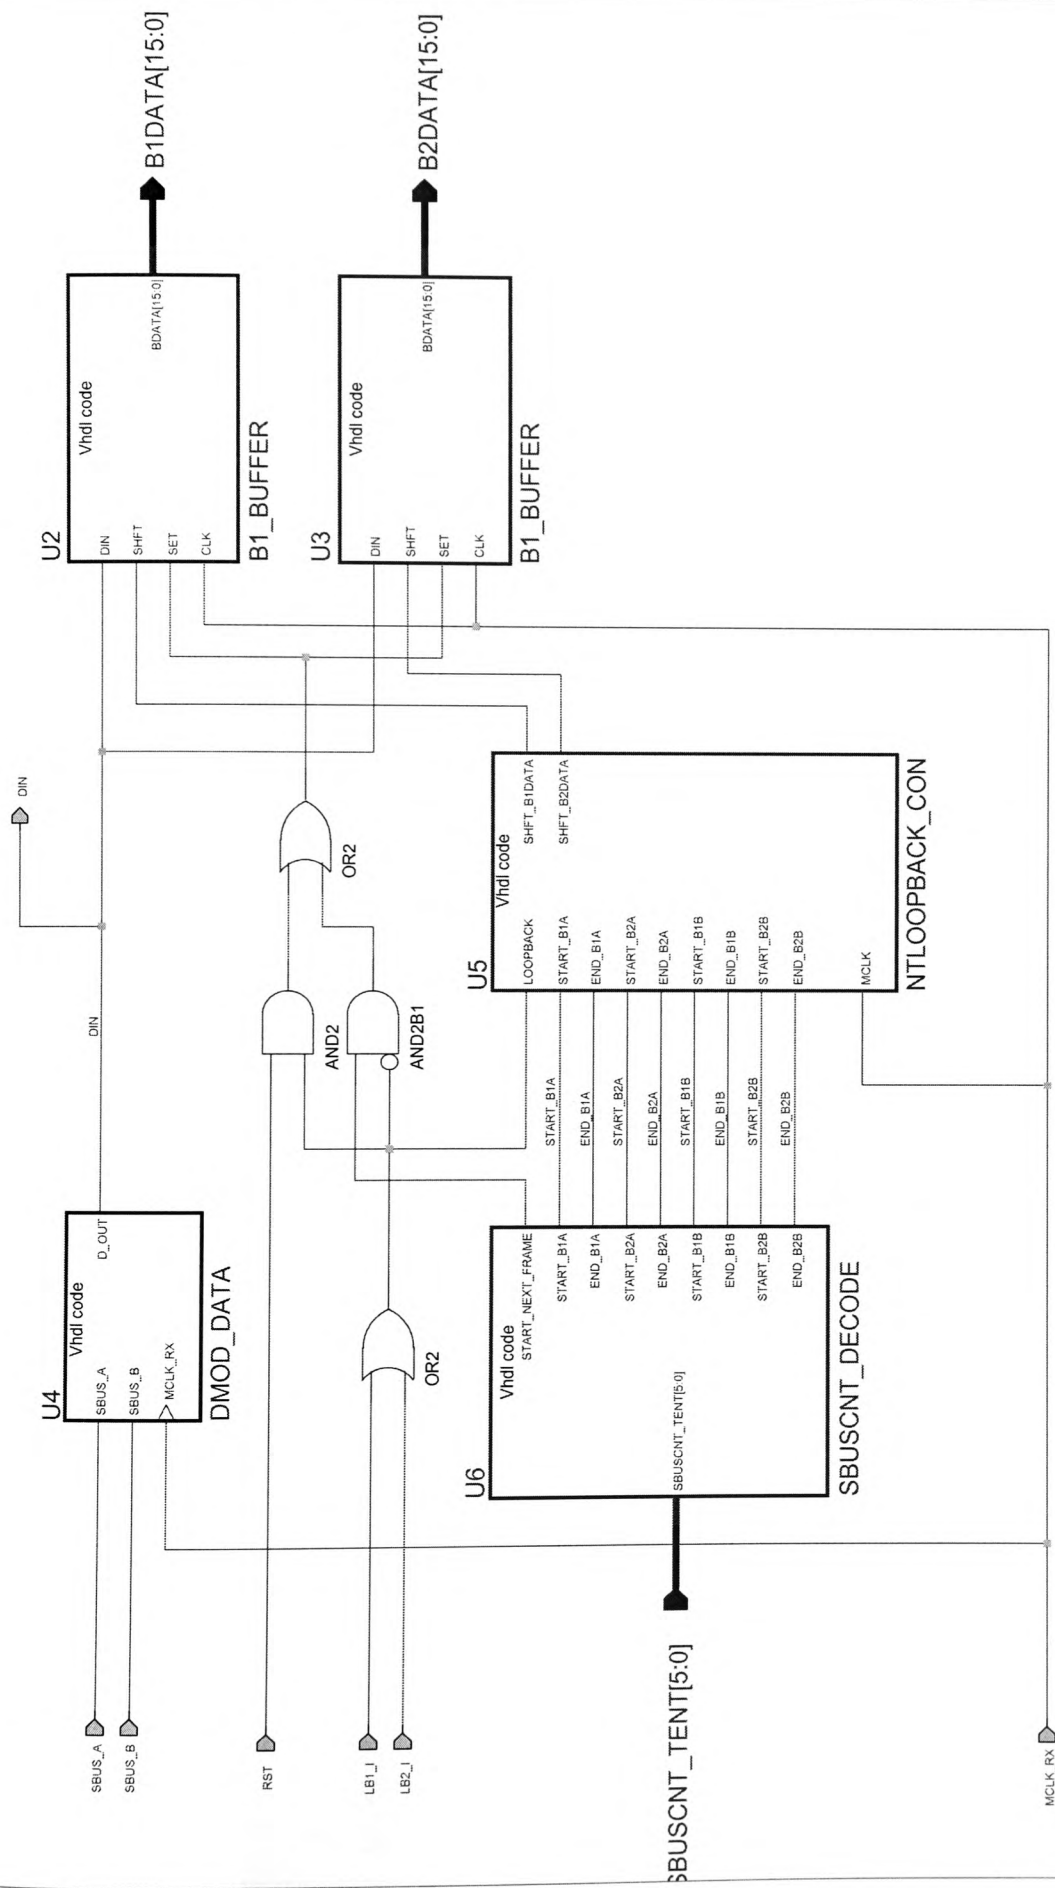 B1DATA[15:0]
B2DATA[15:0]
U2
Vhdl code
DIN
SHFT
SET
CLK
BDATA[15:0]
B1_BUFFER
U3
Vhdl code
DIN
SHFT
SET
CLK
BDATA[15:0]
B1_BUFFER
DIN
DIN
OR2
AND2
AND2B1
U5
Vhdl code
LOOPBACK
START_B1A
END_B1A
START_B2A
END_B2A
START_B1B
END_B1B
START_B2B
END_B2B
MCLK
SHFT_B1DATA
SHFT_B2DATA
NTLOOPBACK_CON
START_B1A
END_B1A
START_B2A
END_B2A
START_B1B
END_B1B
START_B2B
END_B2B
U4
Vhdl code
SBUS_A
SBUS_B
MCLK_RX
D_OUT
DMOD_DATA
OR2
U6
Vhdl code
START_NEXT_FRAME
START_B1A
END_B1A
START_B2A
END_B2A
START_B1B
END_B1B
START_B2B
END_B2B
SBUSCNT_TENT[5:0]
SBUSCNT_DECODE
SBUS_A
SBUS_B
RST
LB1_I
LB2_I
SBUSCNT_TENT[5:0]
MCLK_RX